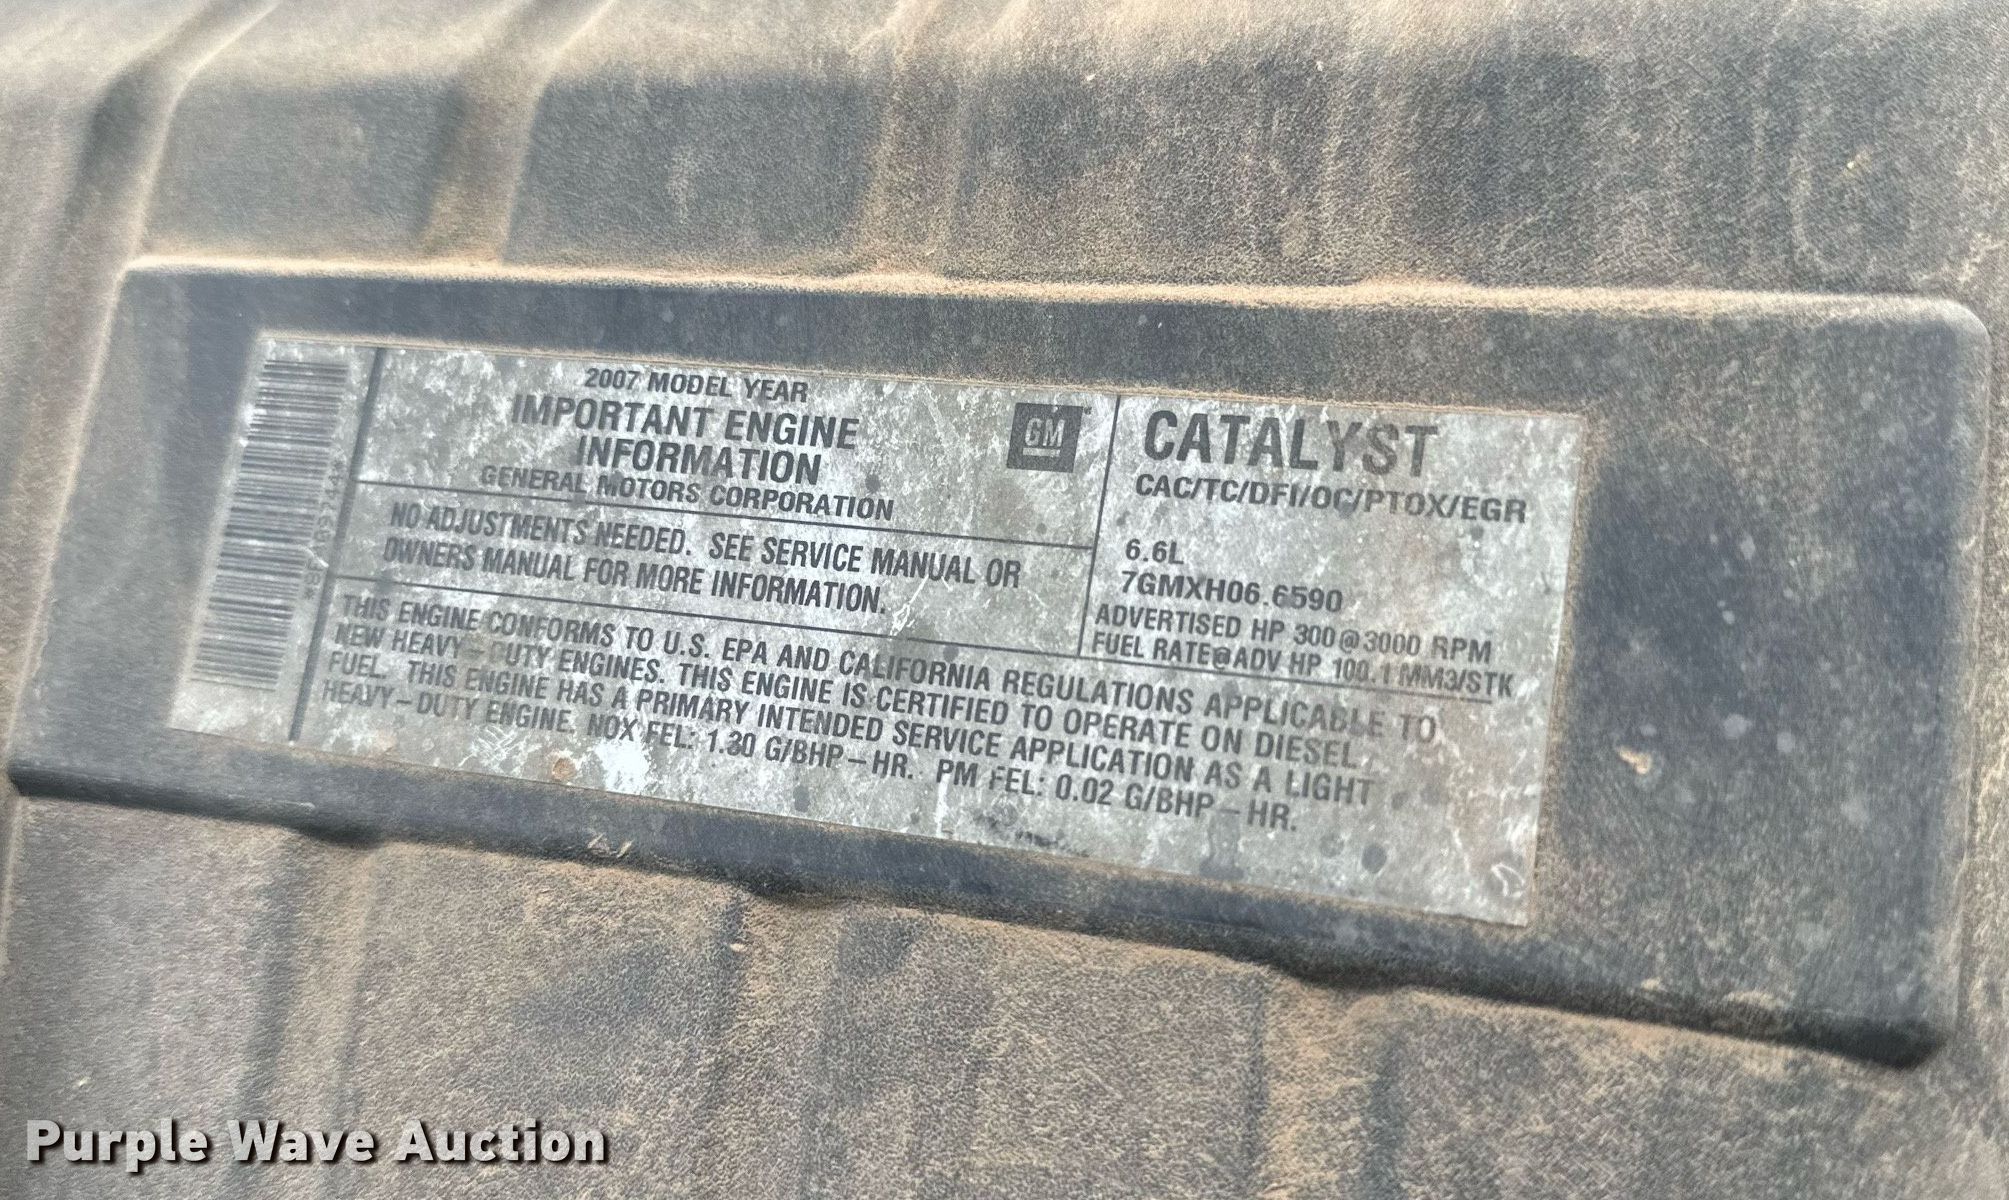 2007 MODEL YEAR
IMPORTANT ENGINE
INFORMATION
GENERAL MOTORS CORPORATION
GM
NO ADJUSTMENTS NEEDED. SEE SERVICE MANUAL OR
OWNERS MANUAL FOR MORE INFORMATION.
CATALYST
CAC/TC/DFI/OC/PTOX/EGR
6.6L
7GMXH06.6590
ADVERTISED HP 300@3000 RPM
FUEL RATE@ADV HP 100.1 MM3/STK
THIS ENGINE CONFORMS TO U.S. EPA AND CALIFORNIA REGULATIONS APPLICABLE TO
NEW HEAVY-DUTY ENGINES. THIS ENGINE IS CERTIFIED TO OPERATE ON DIESEL
FUEL. THIS ENGINE HAS A PRIMARY INTENDED SERVICE APPLICATION AS A LIGHT
HEAVY-DUTY ENGINE. NOX FEL: 1.30 G/BHP-HR. PM FEL: 0.02 G/BHP-HR.
Purple Wave Auction